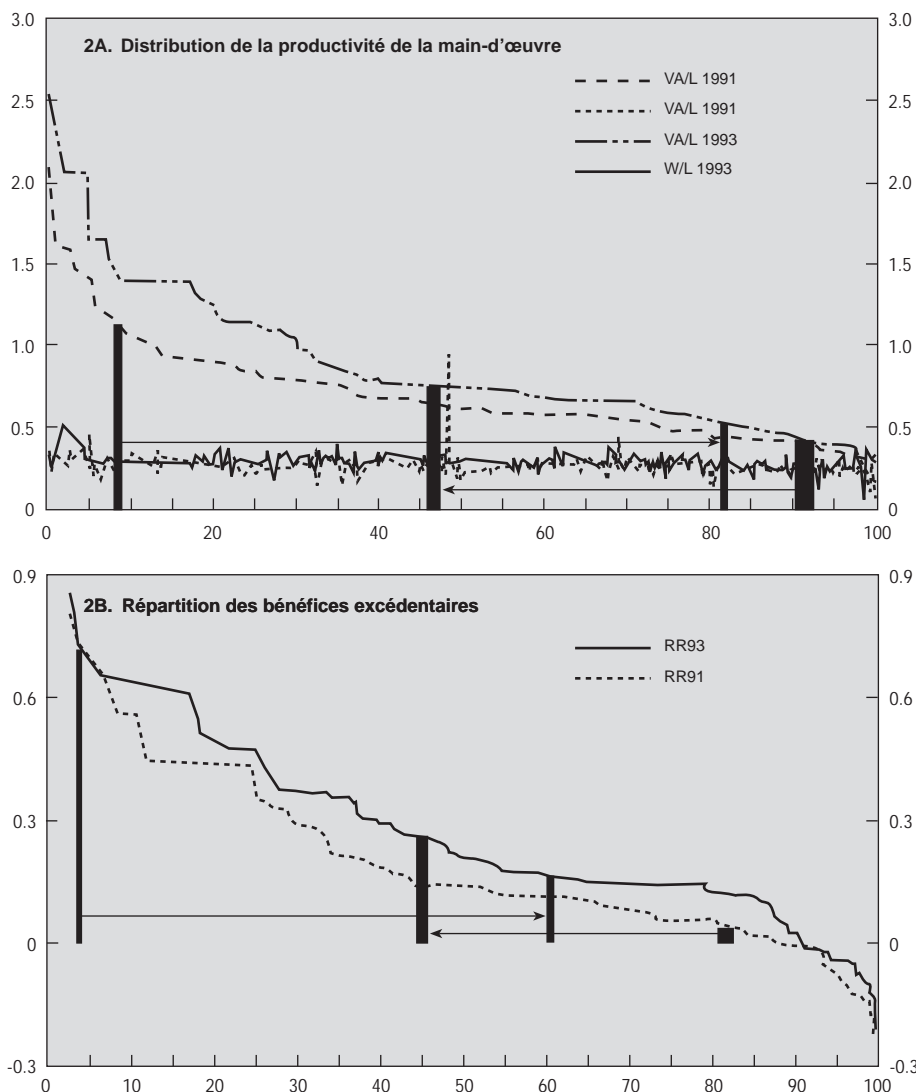 2A. Distribution de la productivité de la main-d'œuvre
VA/L 1991
VA/L 1991
VA/L 1993
W/L 1993
3.0 3.0
2.5 2.5
2.0 2.0
1.5 1.5
1.0 1.0
0.5 0.5
0 0
0 20 40 60 80 100
2B. Répartition des bénéfices excédentaires
RR93
RR91
0.9 0.9
0.6 0.6
0.3 0.3
0 0
-0.3 -0.3
0 10 20 30 40 50 60 70 80 90 100